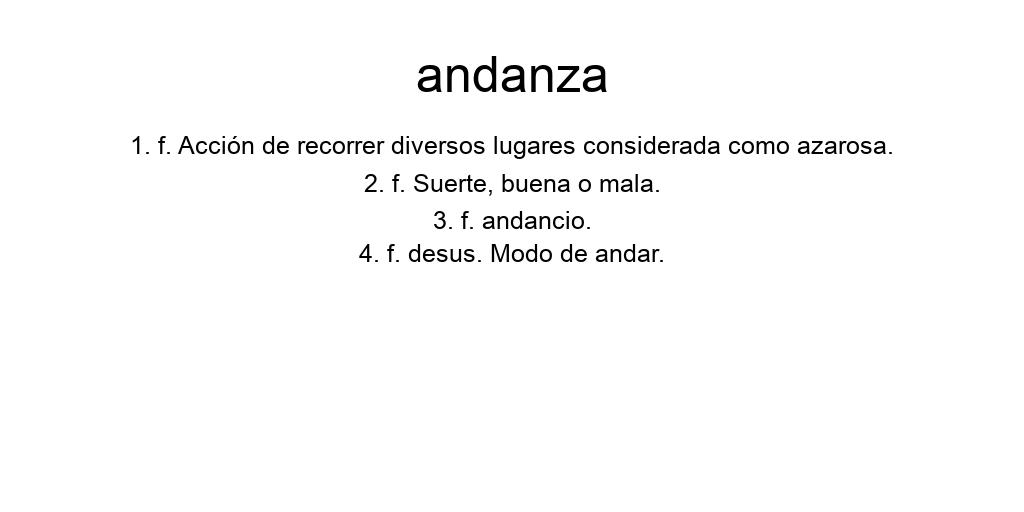 andanza
1. f. Acción de recorrer diversos lugares considerada como azarosa.
2. f. Suerte, buena o mala.
3. f. andancio.
4. f. desus. Modo de andar.